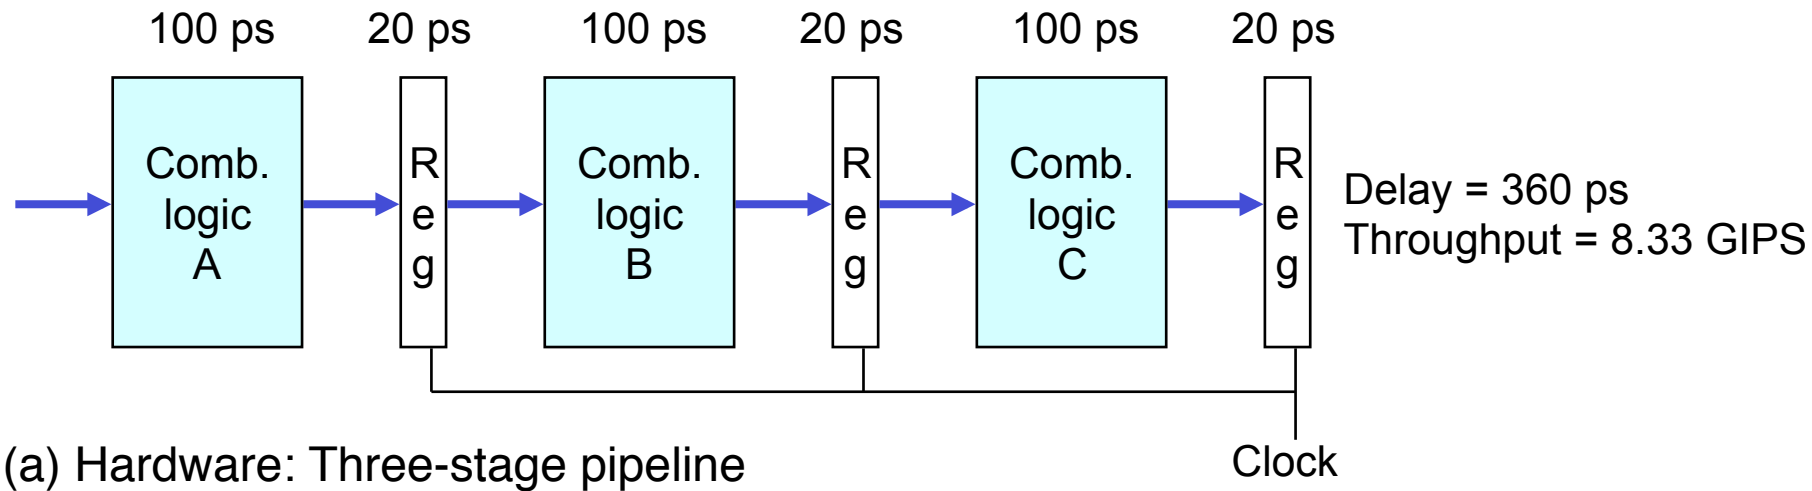 100 ps 20 ps 100 ps 20 ps 100 ps 20 ps
Comb.
logic
A
R
e
g
Comb.
logic
B
R
e
g
Comb.
logic
C
R
e
g
Delay = 360 ps
Throughput = 8.33 GIPS
Clock
(a) Hardware: Three-stage pipeline